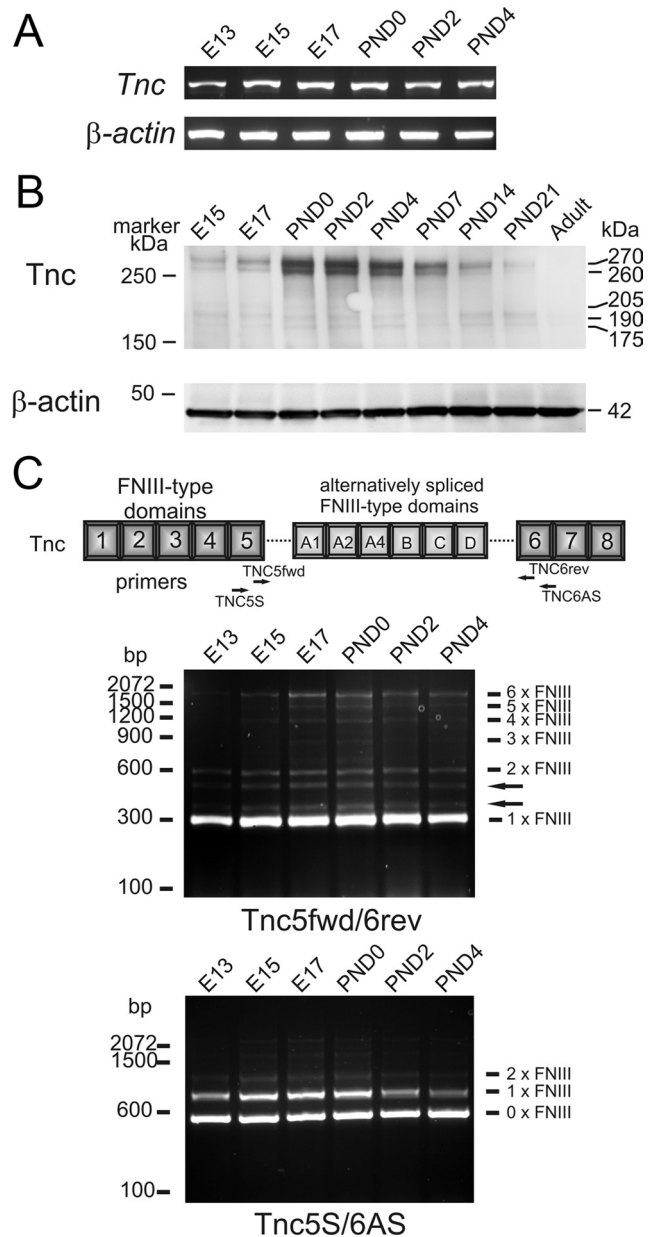 A
E13 E15 E17 PND0 PND2 PND4
Tnc
β-actin
B
marker
kDa
E15 E17 PND0 PND2 PND4 PND7 PND14 PND21 Adult
kDa
Tnc
250
150
270
260
205
190
175
50
β-actin
42
C
FNIII-type
domains
alternatively spliced
FNIII-type domains
Tnc
1 2 3 4 5 A1 A2 A4 B C D 6 7 8
primers
TNC5fwd
TNC5S
TNC6rev
TNC6AS
bp
E13 E15 E17 PND0 PND2 PND4
2072
1500
1200
900
600
300
100
6 x FNIII
5 x FNIII
4 x FNIII
3 x FNIII
2 x FNIII
1 x FNIII
Tnc5fwd/6rev
bp
E13 E15 E17 PND0 PND2 PND4
2072
1500
600
100
2 x FNIII
1 x FNIII
0 x FNIII
Tnc5S/6AS